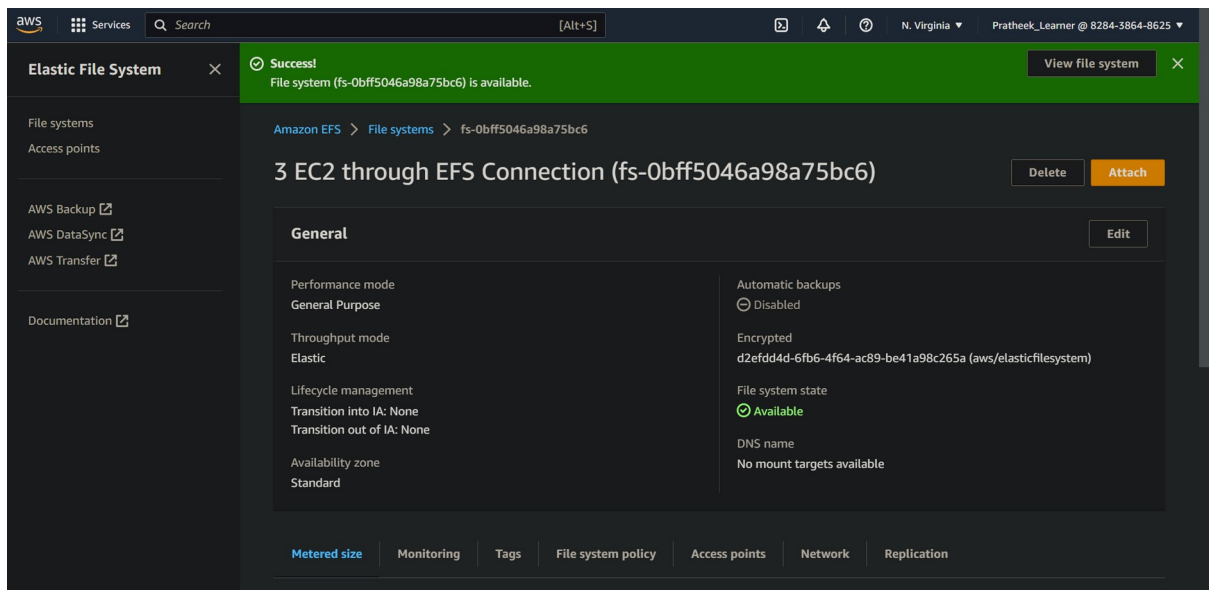 aws
Services
Search
[Alt+S]
N. Virginia
Pratheek_Learner @ 8284-3864-8625
Elastic File System
File systems
Access points
AWS Backup
AWS DataSync
AWS Transfer
Documentation
Success!
File system (fs-0bff5046a98a75bc6) is available.
View file system
Amazon EFS > File systems > fs-0bff5046a98a75bc6
3 EC2 through EFS Connection (fs-0bff5046a98a75bc6)
Delete
Attach
General
Edit
Performance mode
General Purpose
Throughput mode
Elastic
Lifecycle management
Transition into IA: None
Transition out of IA: None
Availability zone
Standard
Automatic backups
Disabled
Encrypted
d2efdd4d-6fb6-4f64-ac89-be41a98c265a (aws/elasticfilesystem)
File system state
Available
DNS name
No mount targets available
Metered size
Monitoring
Tags
File system policy
Access points
Network
Replication